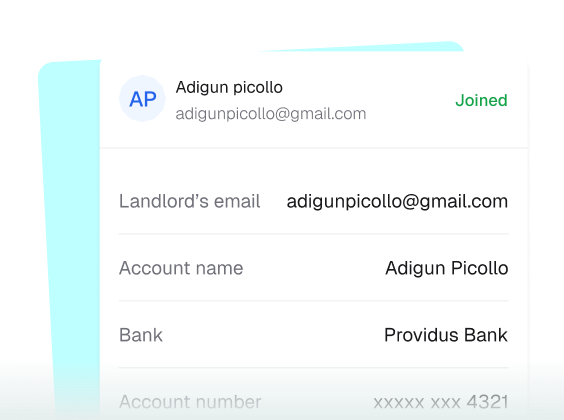 AP
Adigun picollo
adigunpicollo@gmail.com
Joined
Landlord’s email adigunpicollo@gmail.com
Account name Adigun Picollo
Bank Providus Bank
Account number xxxxx xxx 4321